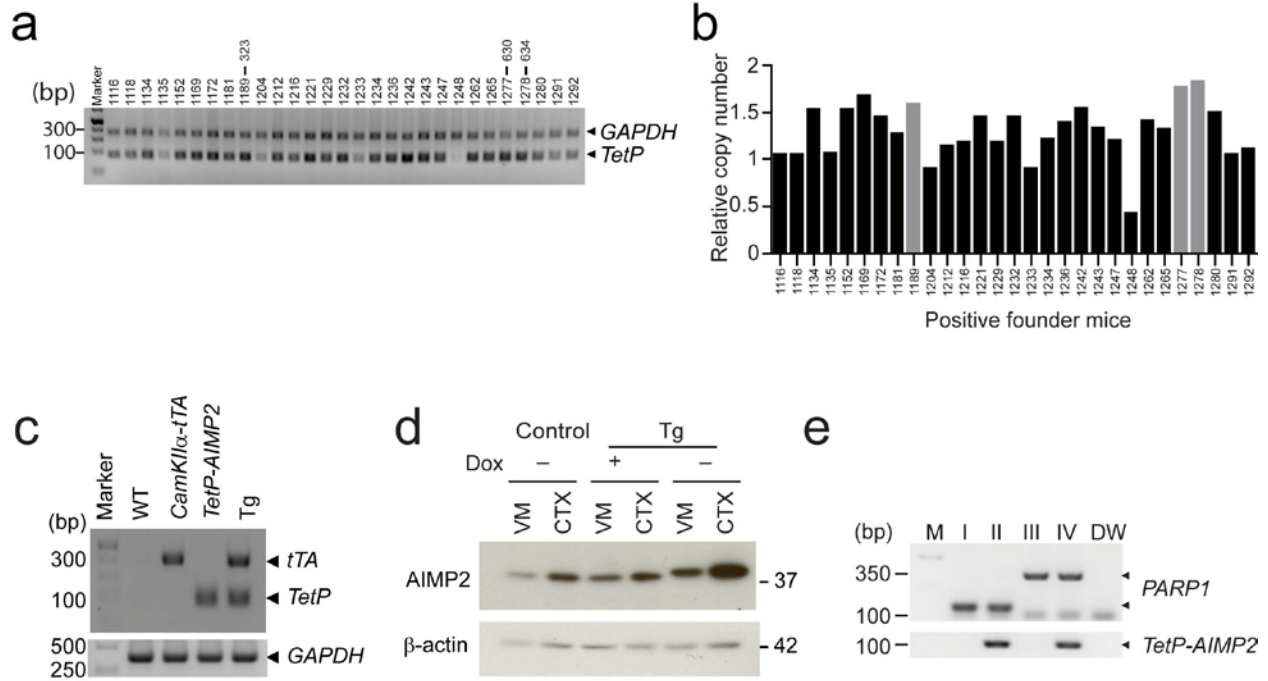 a
(bp)
Marker
1116
1118
1134
1135
1152
1169
1172
1181
1189 – 323
1204
1212
1216
1221
1229
1232
1233
1234
1236
1242
1243
1247
1248
1262
1265
1277 – 630
1278 – 634
1280
1291
1292
300
100
GAPDH
TetP
b
Relative copy number
2
1.5
1
0.5
0
1116
1118
1134
1135
1152
1169
1172
1181
1189
1204
1212
1216
1221
1229
1232
1233
1234
1236
1242
1243
1247
1248
1262
1265
1277
1278
1280
1291
1292
Positive founder mice
c
Marker
WT
CamKIIα-tTA
TetP-AIMP2
Tg
(bp)
300
100
tTA
TetP
500
250
GAPDH
d
Control Tg
Dox – + –
VM CTX VM CTX VM CTX
AIMP2 37
β-actin 42
e
(bp) M I II III IV DW
350
100
PARP1
100 TetP-AIMP2